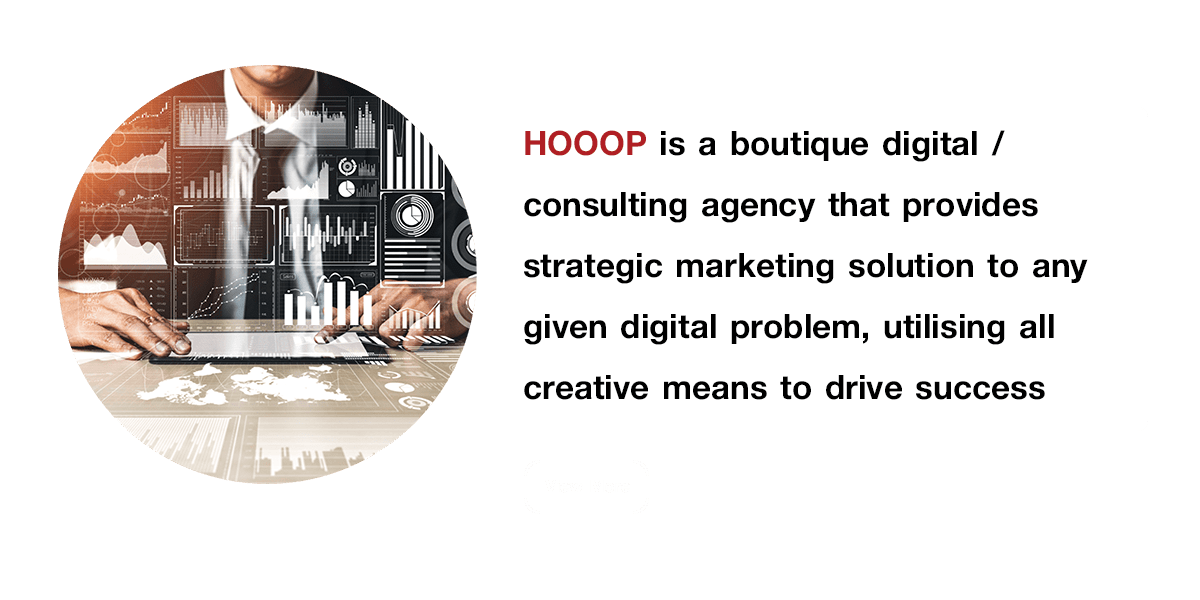 HOOOP is a boutique digital /
consulting agency that provides
strategic marketing solution to any
given digital problem, utilising all
creative means to drive success